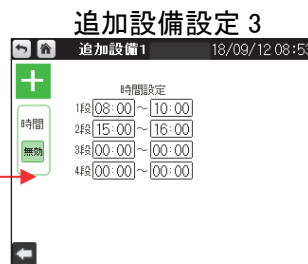 追加設備設定 3
追加設備1 18/09/12 08:53
時間設定
時間
無効
1段 08:00 ~ 10:00
2段 15:00 ~ 16:00
3段 00:00 ~ 00:00
4段 00:00 ~ 00:00